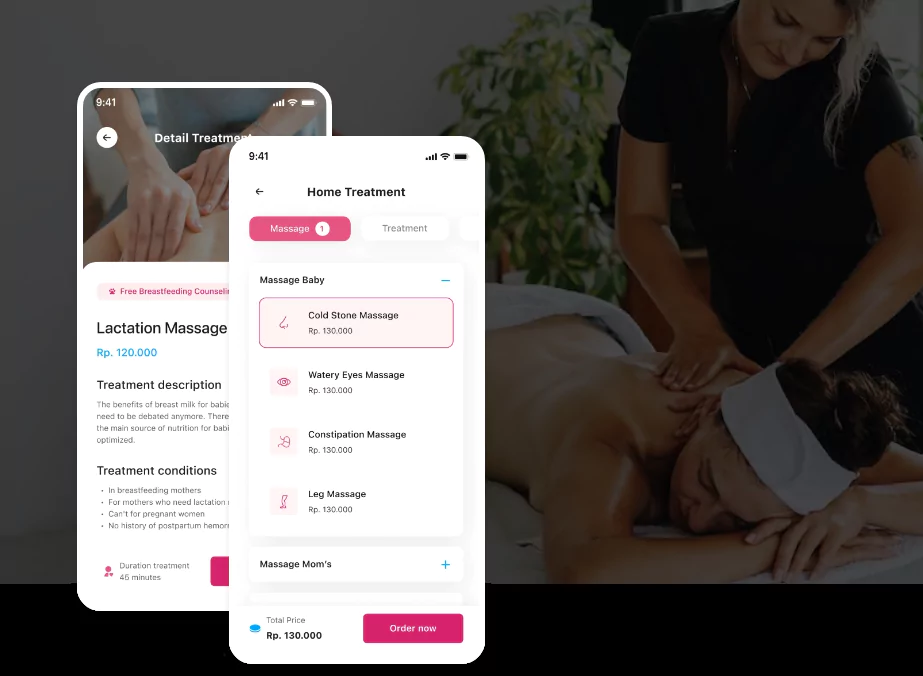 9:41
Detail Treatment
Free Breastfeeding
Lactation Massage
Rp. 120.000
Treatment description
The benefits of breast milk for
need to be debated anymore. There
the main source of nutrition for
optimized.
Treatment conditions
• In breastfeeding mothers
• For mothers who need lactation
• Can't for pregnant women
• No history of postpartum
Duration treatment
45 minutes
9:41
Home Treatment
Massage 1
Treatment
Massage Baby
Cold Stone Massage
Rp. 130.000
Watery Eyes Massage
Rp. 130.000
Constipation Massage
Rp. 130.000
Leg Massage
Rp. 130.000
Massage Mom's
Total Price
Rp. 130.000
Order now